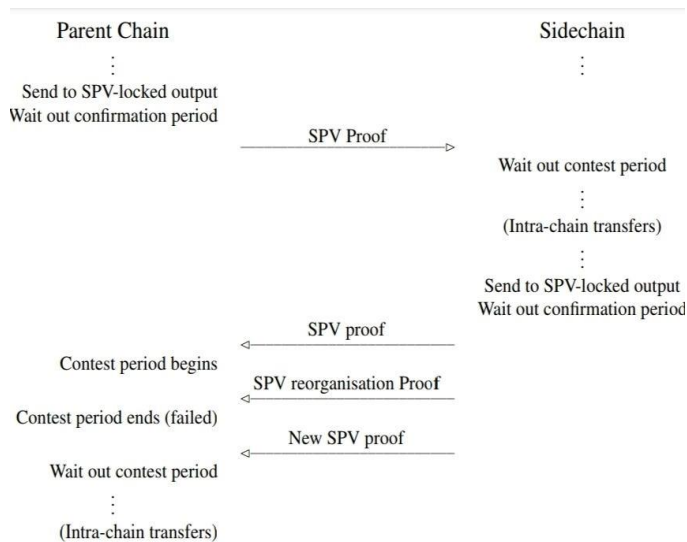 Parent Chain
Sidechain
Send to SPV-locked output
Wait out confirmation period
SPV Proof
Wait out contest period
(Intra-chain transfers)
Send to SPV-locked output
Wait out confirmation period
SPV proof
Contest period begins
SPV reorganisation Proof
Contest period ends (failed)
New SPV proof
Wait out contest period
(Intra-chain transfers)